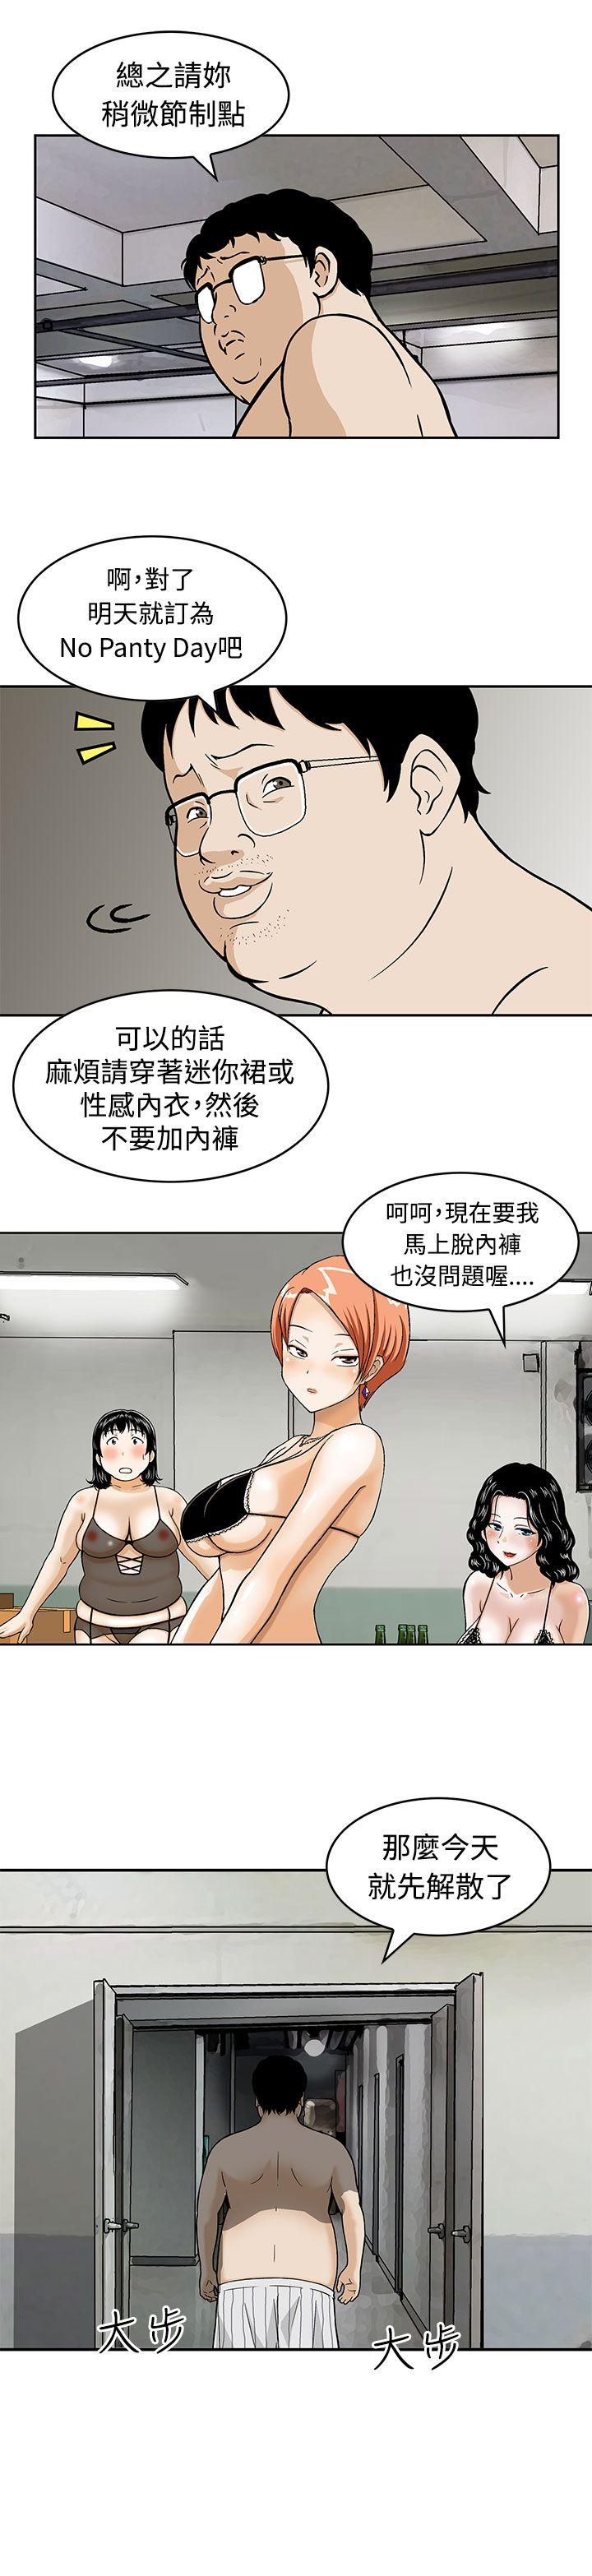 總之請妳
稍微節制點
啊，對了
明天就訂為
No Panty Day吧
可以的話
麻煩請穿著迷你裙或
性感內衣，然後
不要加內褲
呵呵，現在要我
馬上脫內褲
也沒問題喔....
那麼今天
就先解散了
大步
大步